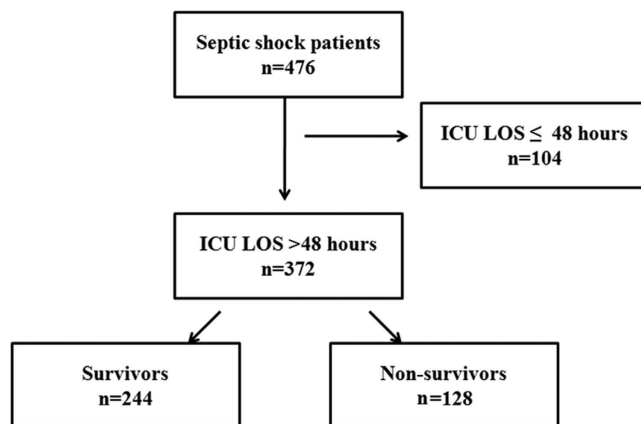 Septic shock patients
n=476
ICU LOS ≤ 48 hours
n=104
ICU LOS >48 hours
n=372
Survivors
n=244
Non-survivors
n=128